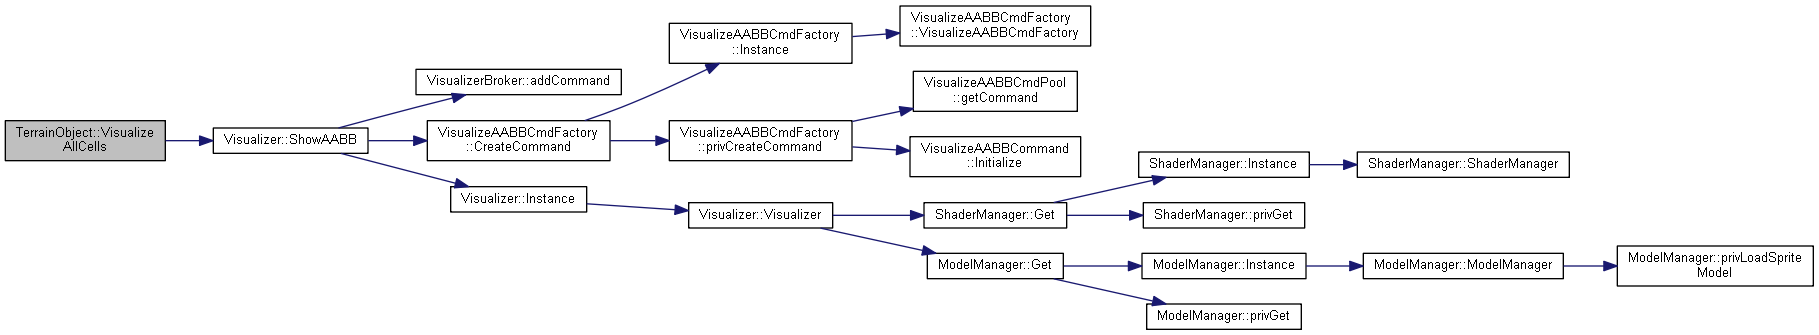 TerrainObject::Visualize
AllCells
Visualizer::ShowAABB
VisualizerBroker::addCommand
VisualizeAABBCmdFactory
::CreateCommand
Visualizer::Instance
VisualizeAABBCmdFactory
::Instance
VisualizeAABBCmdFactory
::privCreateCommand
Visualizer::Visualizer
VisualizeAABBCmdFactory
::VisualizeAABBCmdFactory
VisualizeAABBCmdPool
::getCommand
VisualizeAABBCommand
::Initialize
ShaderManager::Get
ModelManager::Get
ShaderManager::Instance
ShaderManager::privGet
ModelManager::Instance
ModelManager::privGet
ShaderManager::ShaderManager
ModelManager::ModelManager
ModelManager::privLoadSprite
Model